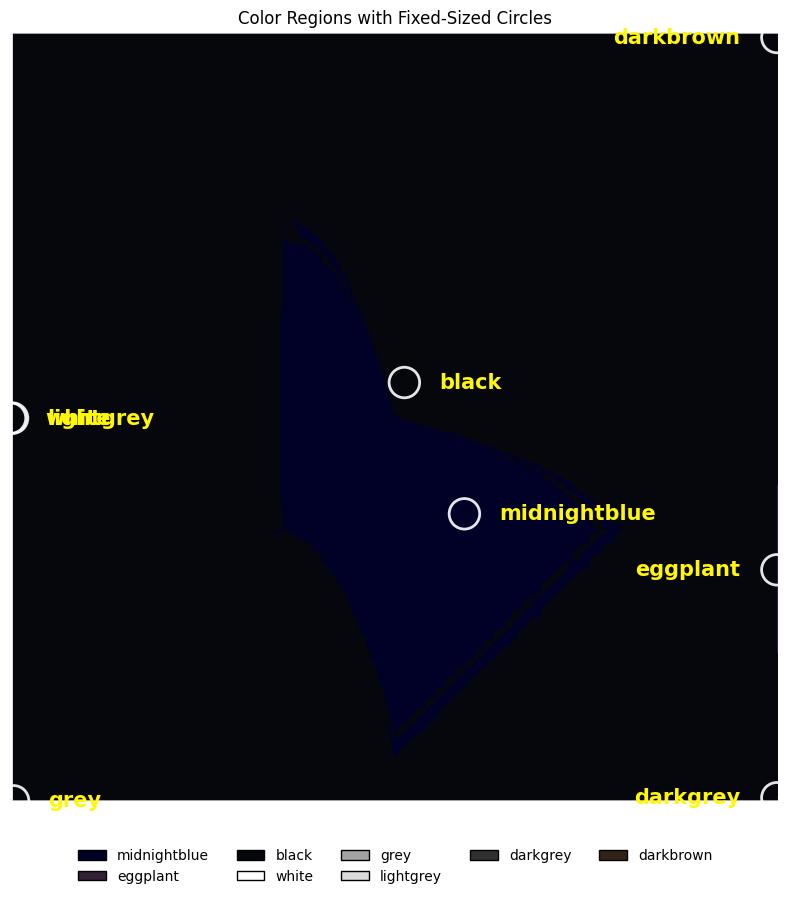 Color Regions with Fixed-Sized Circles
darkbrown
black
white
lightgrey
midnightblue
eggplant
grey
darkgrey
midnightblue black grey darkgrey darkbrown
eggplant white lightgrey